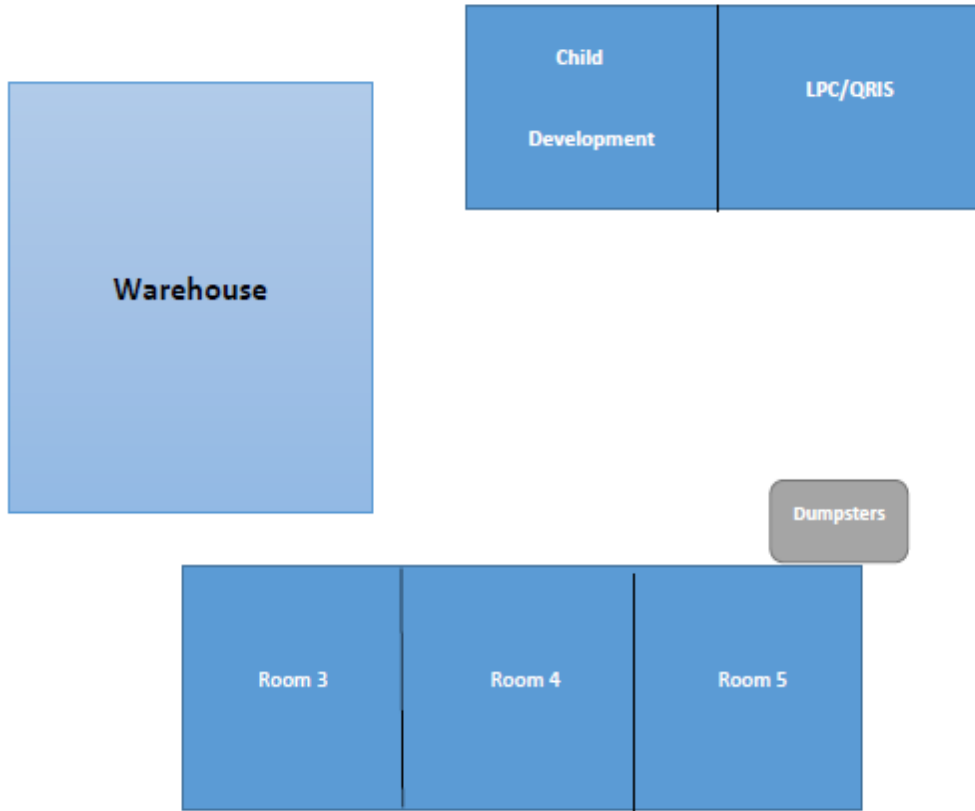 Child
Development
LPC/QRIS
Warehouse
Dumpsters
Room 3
Room 4
Room 5